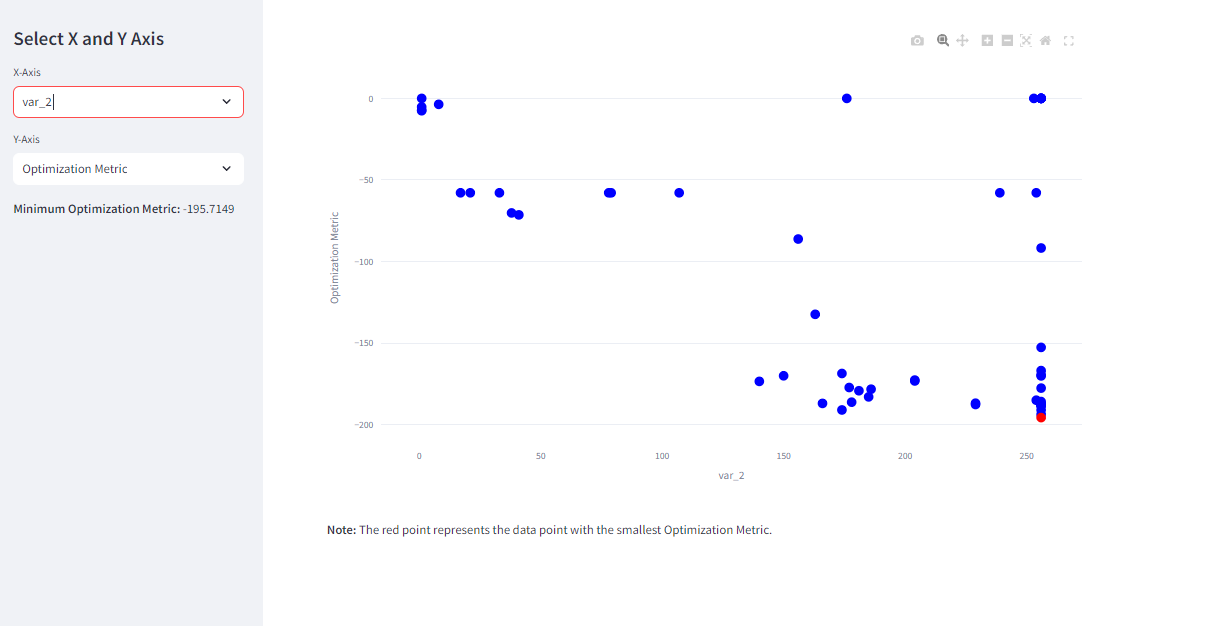 Select X and Y Axis
X-Axis
var_2
Y-Axis
Optimization Metric
Minimum Optimization Metric: -195.7149
Optimization Metric
0
−50
−100
−150
−200
0 50 100 150 200 250
var_2
Note: The red point represents the data point with the smallest Optimization Metric.